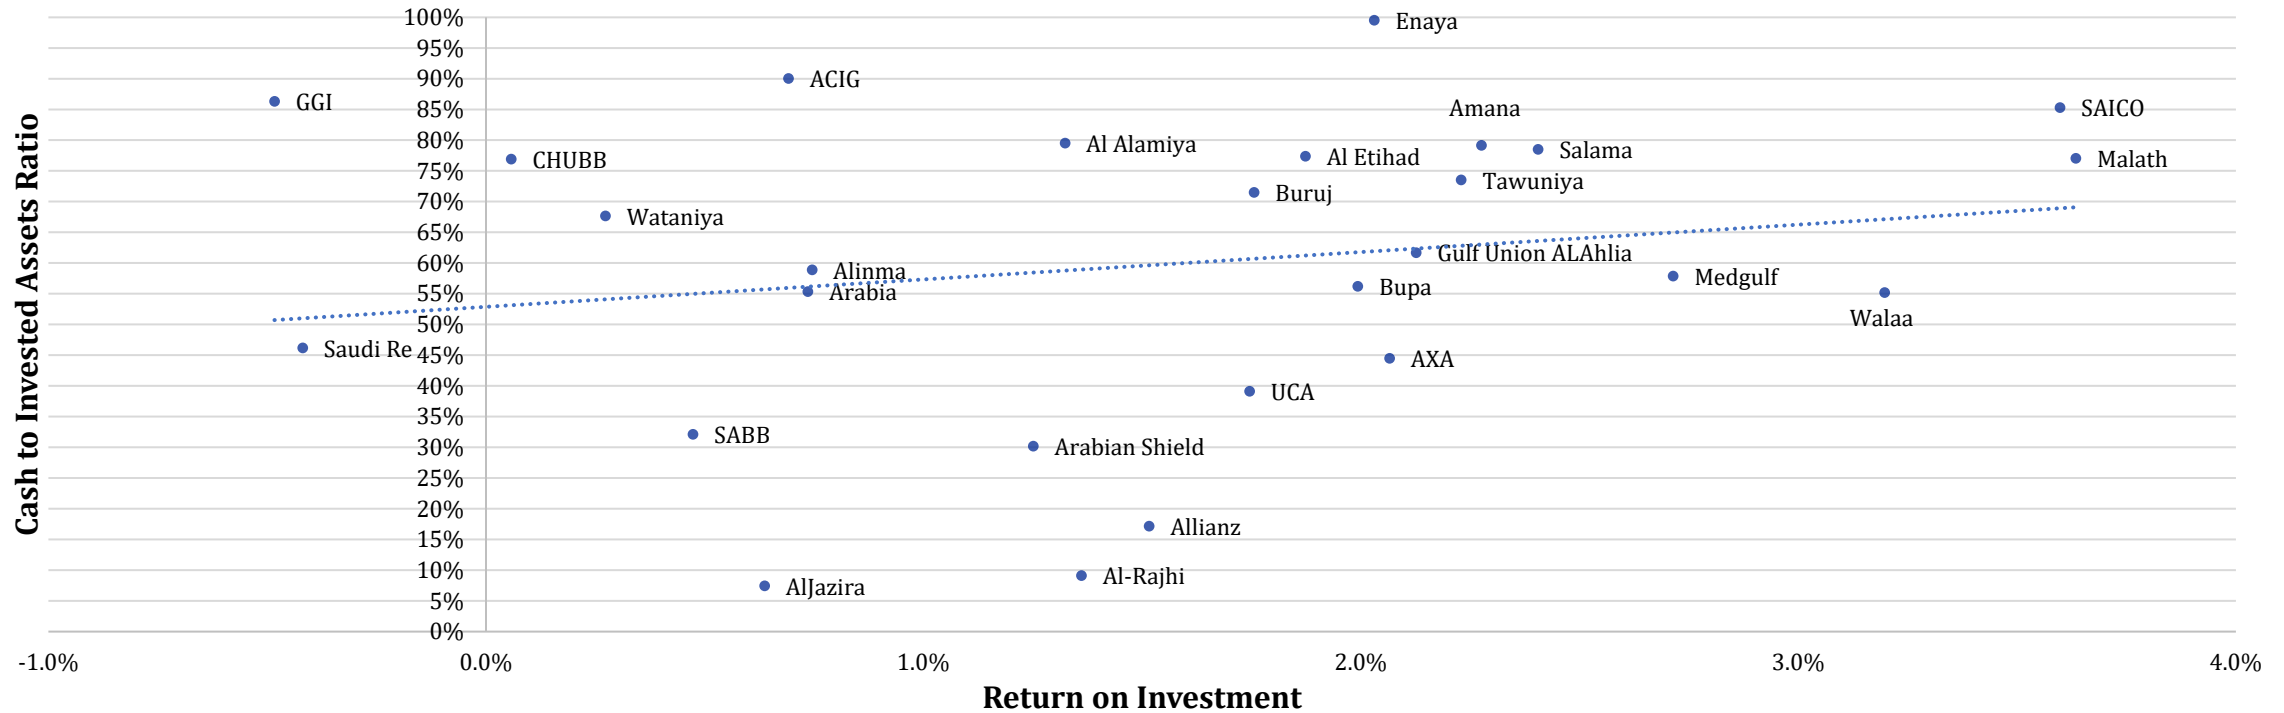 100%
Enaya
95%
90%
ACIG
GGI
85%
Amana
SAICO
80%
Al Alamiya
Salama
CHUBB
Al Etihad
Malath
75%
Tawuniya
Buruj
70%
Wataniya
65%
Gulf Union ALAhlia
60%
Alinma
Medgulf
Bupa
55%
Arabia
Walaa
50%
Saudi Re
45%
AXA
40%
UCA
35%
SABB
30%
Arabian Shield
25%
20%
Allianz
15%
10%
Al-Rajhi
AlJazira
5%
0%
Cash to Invested Assets Ratio
-1.0%
0.0%
1.0%
2.0%
3.0%
4.0%
Return on Investment